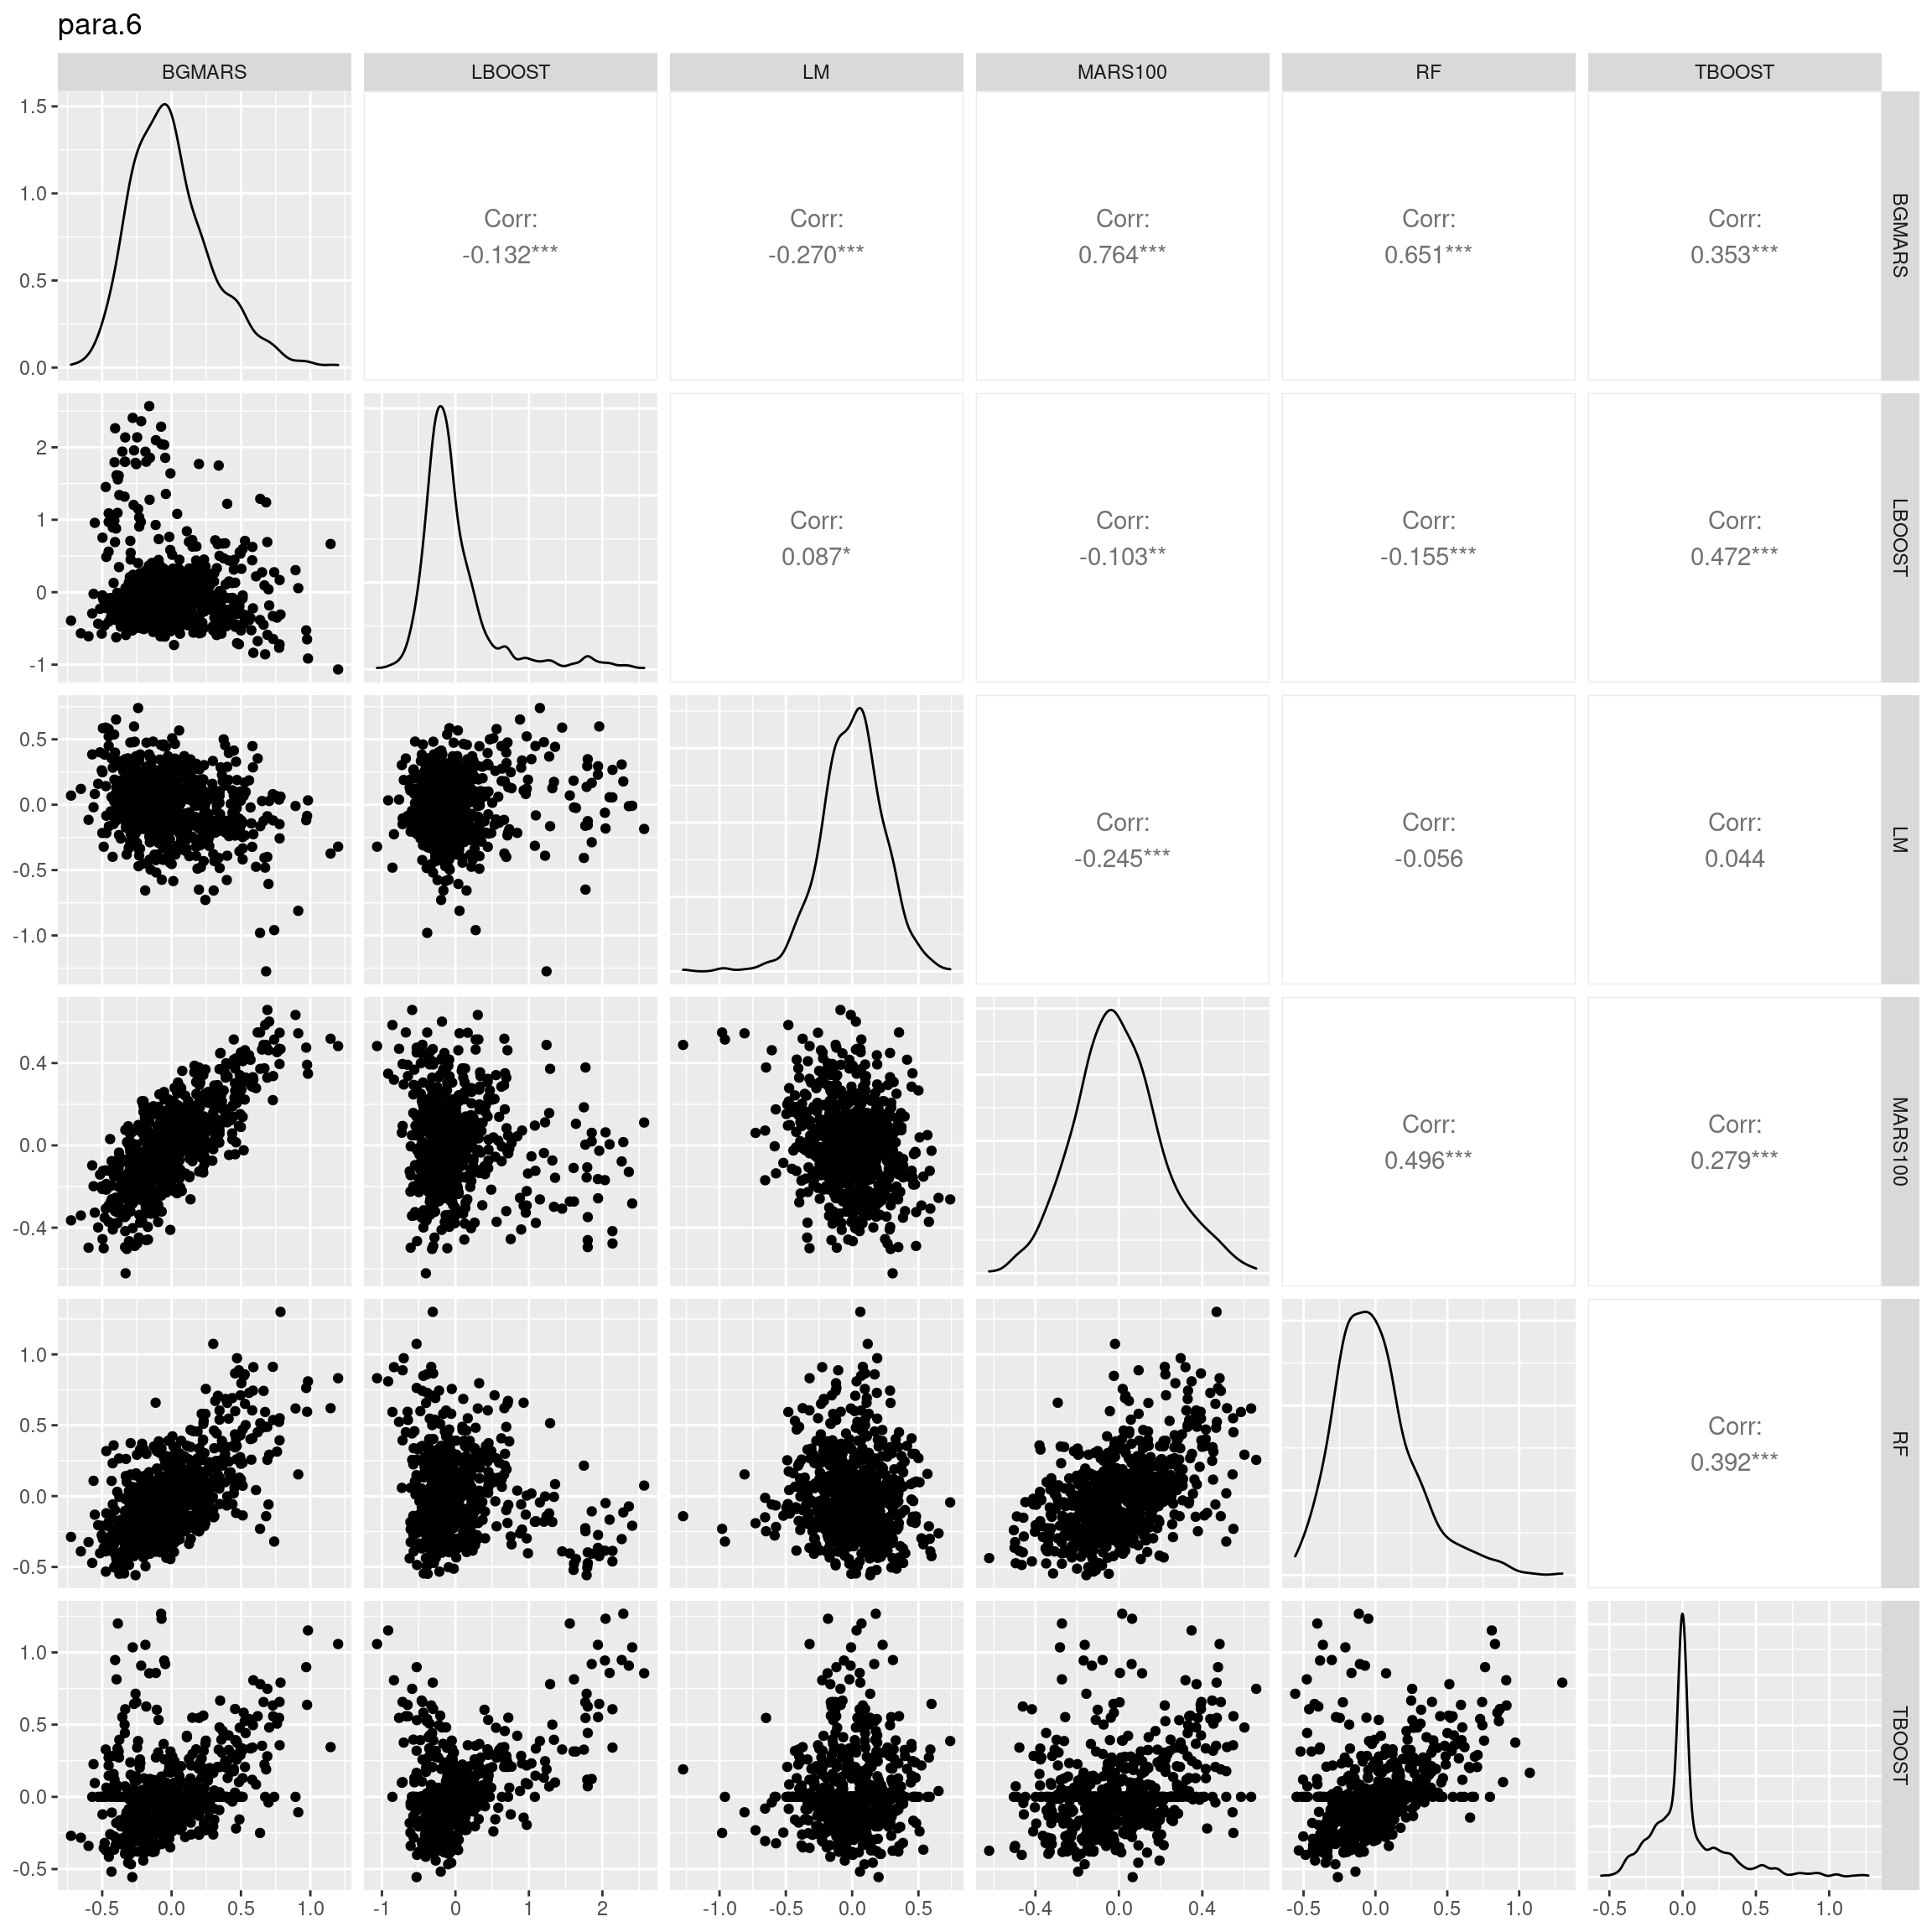 para.6
BGMARS LBOOST LM MARS100 RF TBOOST
1.5
1.0
0.5
0.0
Corr:
-0.132***
Corr:
-0.270***
Corr:
0.764***
Corr:
0.651***
Corr:
0.353***
BGMARS
2
1
0
-1
Corr:
0.087*
Corr:
-0.103**
Corr:
-0.155***
Corr:
0.472***
LBOOST
0.5
0.0
-0.5
-1.0
Corr:
-0.245***
Corr:
-0.056
Corr:
0.044
LM
0.4
0.0
-0.4
Corr:
0.496***
Corr:
0.279***
MARS100
1.0
0.5
0.0
-0.5
Corr:
0.392***
RF
1.0
0.5
0.0
-0.5
TBOOST
-0.5 0.0 0.5 1.0 -1 0 1 2 -1.0 -0.5 0.0 0.5 -0.4 0.0 0.4 -0.5 0.0 0.5 1.0 -0.5 0.0 0.5 1.0